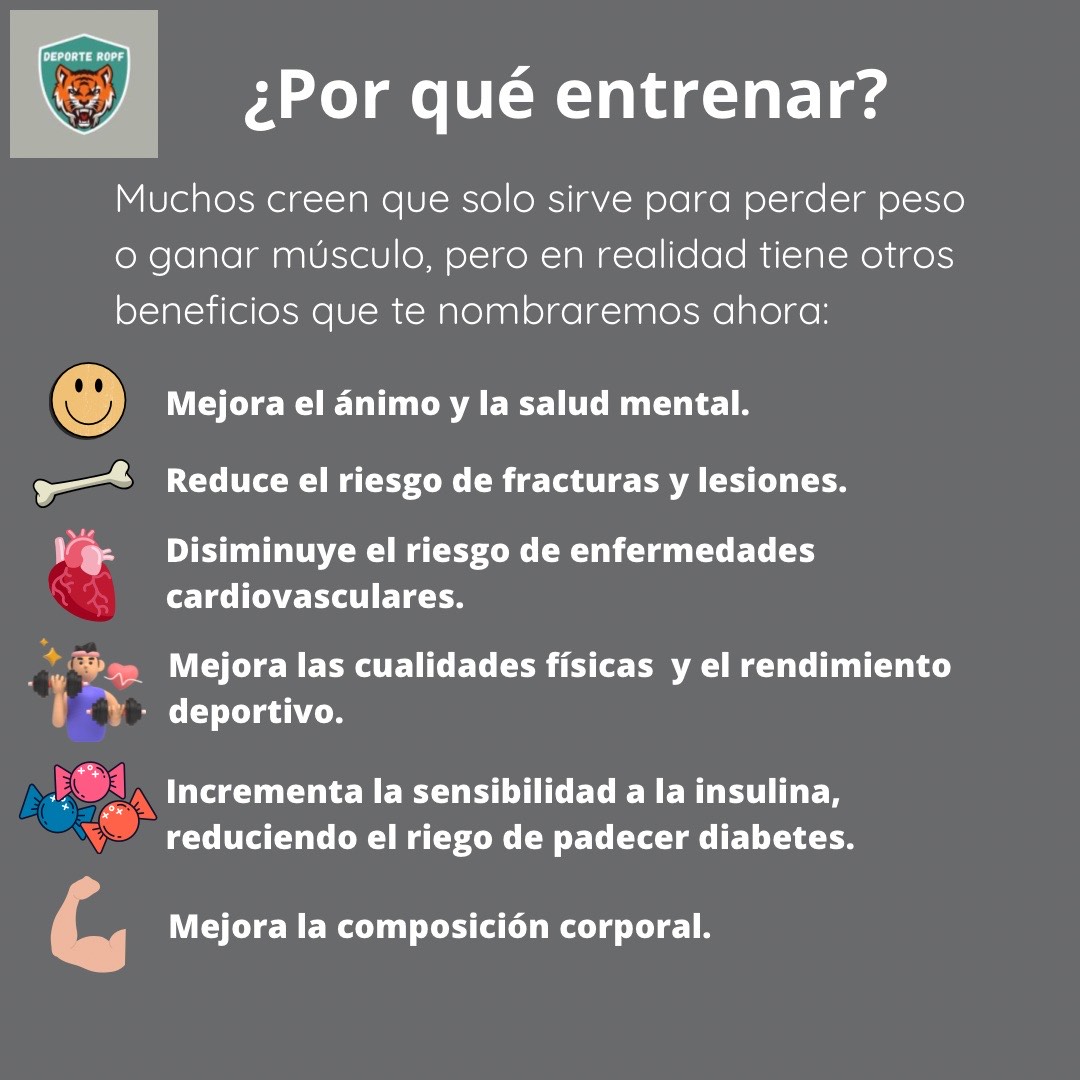 DEPORTE ROPF
¿Por qué entrenar?
Muchos creen que solo sirve para perder peso
o ganar músculo, pero en realidad tiene otros
beneficios que te nombraremos ahora:
Mejora el ánimo y la salud mental.
Reduce el riesgo de fracturas y lesiones.
Disiminuye el riesgo de enfermedades
cardiovasculares.
Mejora las cualidades físicas  y el rendimiento
deportivo.
Incrementa la sensibilidad a la insulina,
reduciendo el riego de padecer diabetes.
Mejora la composición corporal.